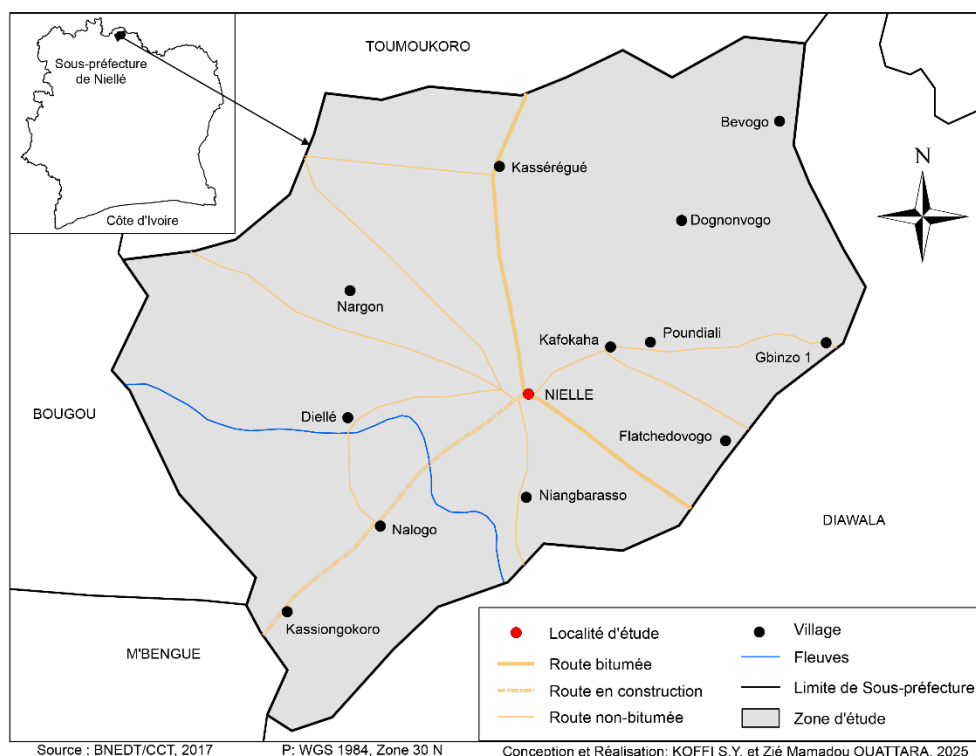 TOUMOUKORO
Sous-préfecture
de Niellé
Côte d'Ivoire
Bevogo
N
Kassérégué
Dognonvogo
Nargon
Kafokaha
Poundiali
Gbinzo 1
NIELLE
BOUGOU
Diellé
Flatchedovogo
Niangbarasso
DIAWALA
Nalogo
Kassiongokoro
M'BENGUE
Localité d'étude
Route bitumée
Route en construction
Route non-bitumée
Village
Fleuves
Limite de Sous-préfecture
Zone d'étude
Source : BNEDT/CCT, 2017
P: WGS 1984, Zone 30 N
Conception et Réalisation: KOFFI S.Y. et Zié Mamadou OUATTARA, 2025